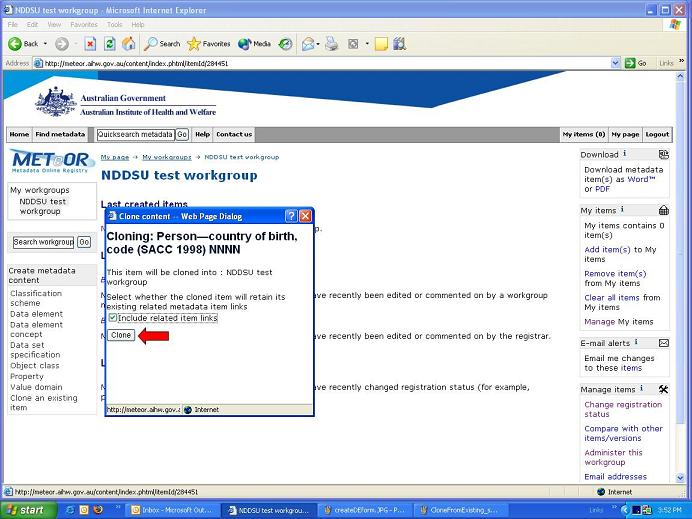 NDDSU test workgroup - Microsoft Internet Explorer
File Edit View Favorites Tools Help
Back Search Favorites Media
Address http://meteor.aihw.gov.au/content/index.phtml/itemId/284451 Go Links »
Australian Government
Australian Institute of Health and Welfare
Home Find metadata Quicksearch metadata Go Help Contact us My items (0) My page Logout
METeOR
Metadata Online Registry
My page → My workgroups → NDDSU test workgroup
NDDSU test workgroup
My workgroups
NDDSU test
workgroup
Search workgroup Go
Create metadata
content
Classification
scheme
Data element
Data element
concept
Data set
specification
Object class
Property
Value domain
Clone an existing
item
Last created items
Clone content -- Web Page Dialog
Cloning: Person—country of birth,
code (SACC 1998) NNNN
This item will be cloned into : NDDSU test
workgroup
Select whether the cloned item will retain its
existing related metadata item links
Include related item links
Clone
http://meteor.aihw.gov.a Internet
ave recently been edited or commented on by a workgroup
ave recently been edited or commented on by the registrar.
ave recently changed registration status (for example,
Download i
Download metadata
item(s) as Word™
or PDF
My items i
My items contains 0
item(s)
Add item(s) to My
items
Remove item(s)
from My items
Clear all items from
My items
Manage My items
E-mail alerts i
Email me changes
to these items
Manage items i
Change registration
status
Compare with other
items/versions
Administer this
workgroup
Email addresses
http://meteor.aihw.gov.au/content/index.phtml/itemId/284451 Internet
start Inbox - Microsoft Out... NDDSU test workgrou... createDEform.JPG - P... CloneFromExisting_s... Links » 3:52 PM